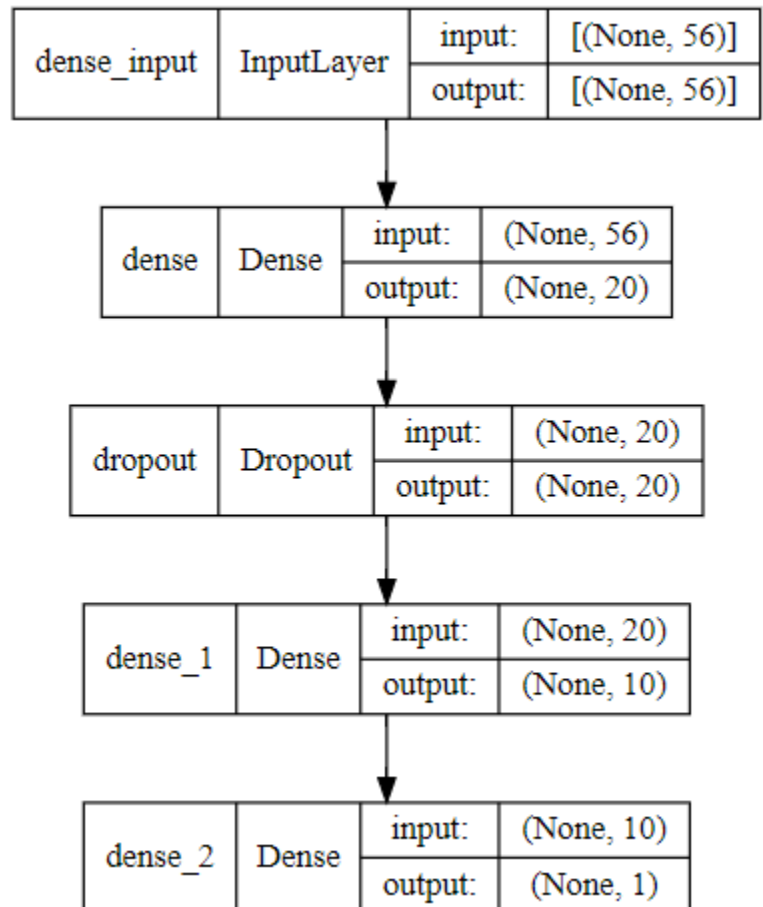 dense_input InputLayer input: [(None, 56)]
output: [(None, 56)]
dense Dense input: (None, 56)
output: (None, 20)
dropout Dropout input: (None, 20)
output: (None, 20)
dense_1 Dense input: (None, 20)
output: (None, 10)
dense_2 Dense input: (None, 10)
output: (None, 1)